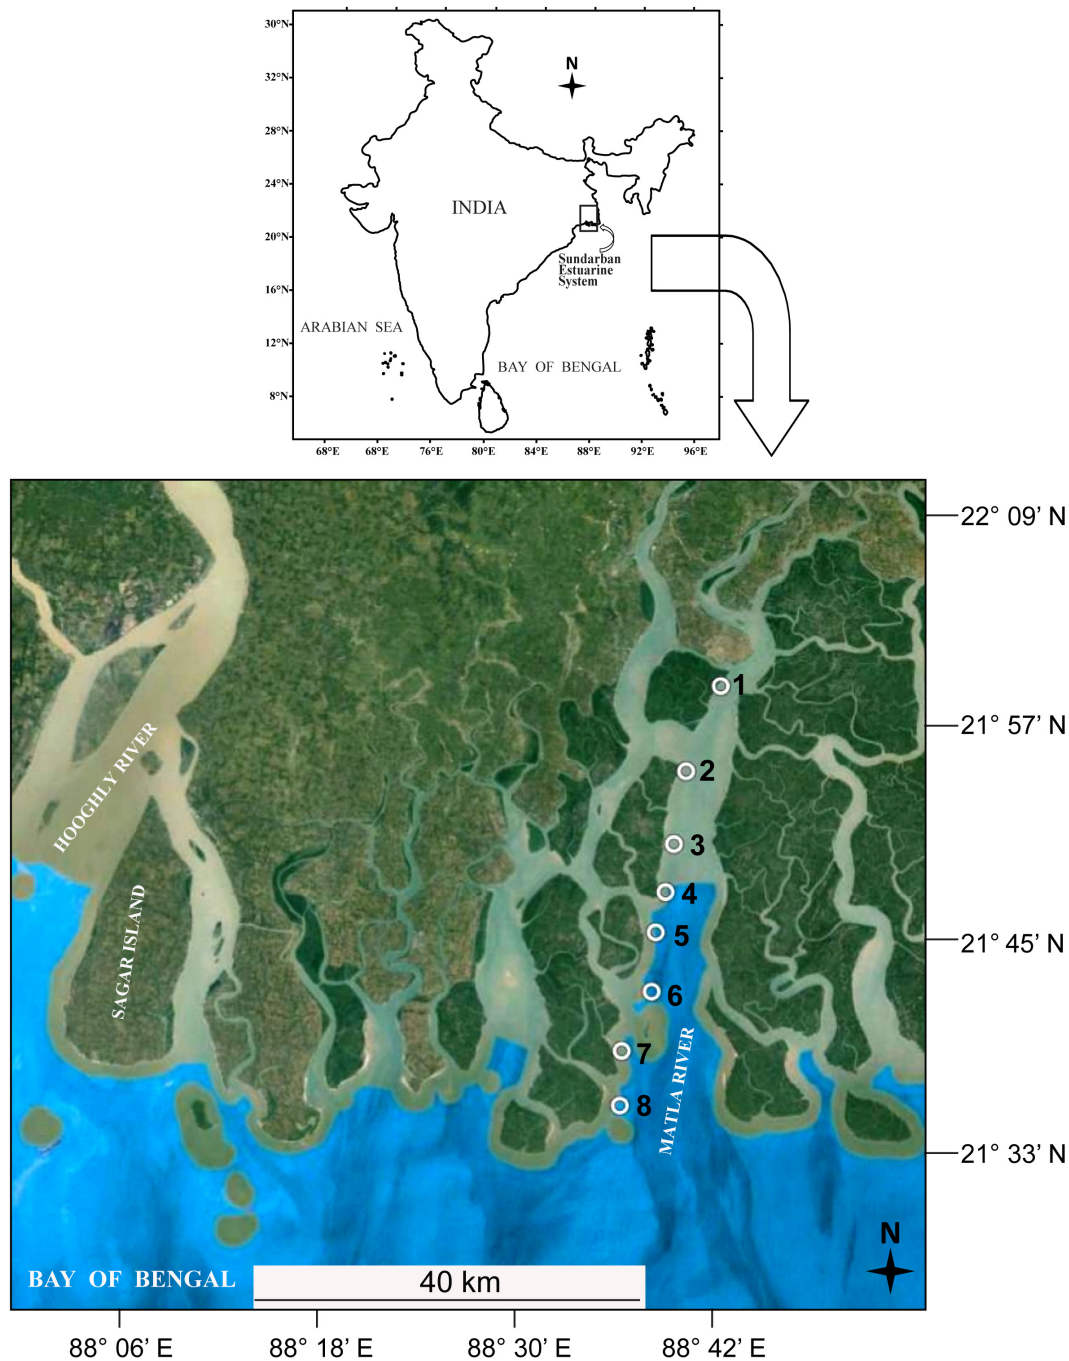 30°N
32°N
28°N
24°N
20°N
16°N
12°N
8°N
N
INDIA
Sundarban
Estuarine
System
ARABIAN SEA
BAY OF BENGAL
68°E
68°E
76°E
80°E
84°E
88°E
92°E
96°E
22° 09' N
21° 57' N
21° 45' N
21° 33' N
1
2
3
4
5
6
7
8
HOOGHLY RIVER
SAGAR ISLAND
MATLA RIVER
N
BAY OF BENGAL
40 km
88° 06' E
88° 18' E
88° 30' E
88° 42' E